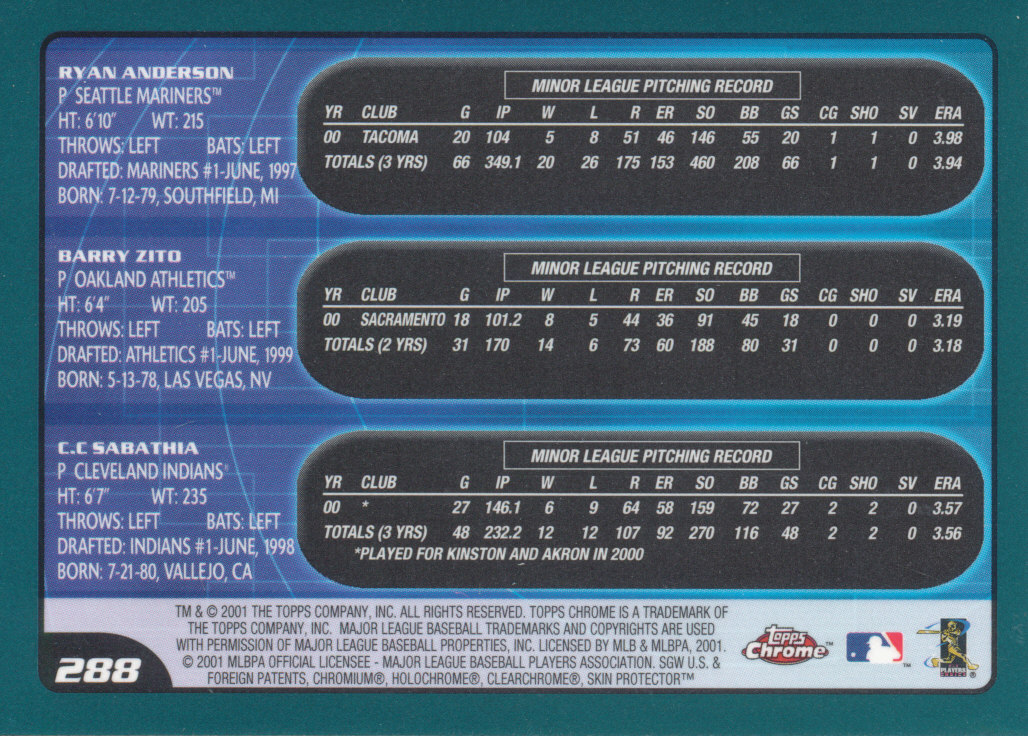 RYAN ANDERSON
P SEATTLE MARINERS™
HT: 6'10" WT: 215
THROWS: LEFT BATS: LEFT
DRAFTED: MARINERS #1-JUNE, 1997
BORN: 7-12-79, SOUTHFIELD, MI
MINOR LEAGUE PITCHING RECORD
YR CLUB G IP W L R ER SO BB GS CG SHO SV ERA
00 TACOMA 20 104 5 8 51 46 146 55 20 1 1 0 3.98
TOTALS (3 YRS) 66 349.1 20 26 175 153 460 208 66 1 1 0 3.94
BARRY ZITO
P OAKLAND ATHLETICS™
HT: 6'4" WT: 205
THROWS: LEFT BATS: LEFT
DRAFTED: ATHLETICS #1-JUNE, 1999
BORN: 5-13-78, LAS VEGAS, NV
MINOR LEAGUE PITCHING RECORD
YR CLUB G IP W L R ER SO BB GS CG SHO SV ERA
00 SACRAMENTO 18 101.2 8 5 44 36 91 45 18 0 0 0 3.19
TOTALS (2 YRS) 31 170 14 6 73 60 188 80 31 0 0 0 3.18
C.C SABATHIA
P CLEVELAND INDIANS®
HT: 6'7" WT: 235
THROWS: LEFT BATS: LEFT
DRAFTED: INDIANS #1-JUNE, 1998
BORN: 7-21-80, VALLEJO, CA
MINOR LEAGUE PITCHING RECORD
YR CLUB G IP W L R ER SO BB GS CG SHO SV ERA
00 * 27 146.1 6 9 64 58 159 72 27 2 2 0 3.57
TOTALS (3 YRS) 48 232.2 12 12 107 92 270 116 48 2 2 0 3.56
*PLAYED FOR KINSTON AND AKRON IN 2000
TM & © 2001 THE TOPPS COMPANY, INC. ALL RIGHTS RESERVED. TOPPS CHROME IS A TRADEMARK OF
THE TOPPS COMPANY, INC. MAJOR LEAGUE BASEBALL TRADEMARKS AND COPYRIGHTS ARE USED
WITH PERMISSION OF MAJOR LEAGUE BASEBALL PROPERTIES, INC. LICENSED BY MLB & MLBPA, 2001.
© 2001 MLBPA OFFICIAL LICENSEE - MAJOR LEAGUE BASEBALL PLAYERS ASSOCIATION. SGW U.S. &
FOREIGN PATENTS, CHROMIUM®, HOLOCHROME®, CLEARCHROME®, SKIN PROTECTOR™
288
Topps
Chrome™
™
PLAYERS
CHOICE ®